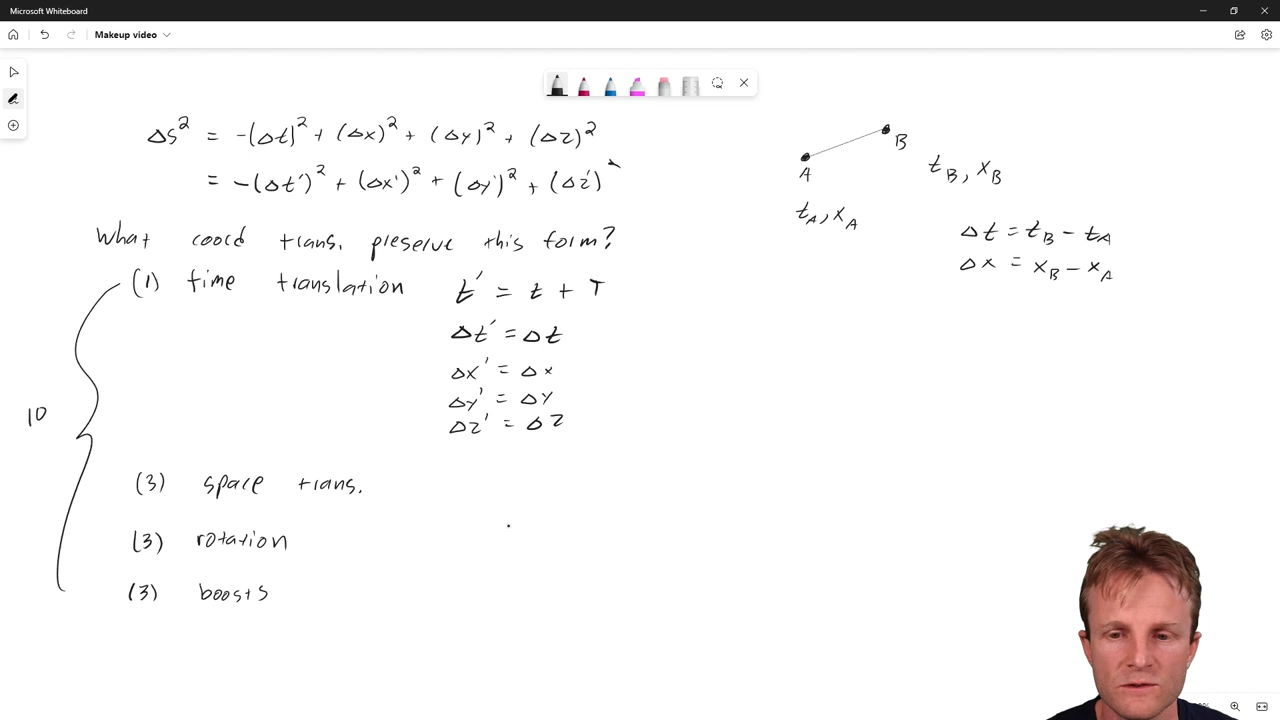 Microsoft Whiteboard
Makeup video
Δs² = -(Δt)² + (Δx)² + (Δy)² + (Δz)²
= -(Δt')² + (Δx')² + (Δy')² + (Δz')²
What coord trans. preserve this form?
(1) time translation t' = t + T
Δt' = Δt
Δx' = Δx
Δy' = Δy
Δz' = Δz
10
(3) space trans.
(3) rotation
(3) boosts
B
A
t_B, x_B
t_A, x_A
Δt = t_B - t_A
Δx = x_B - x_A